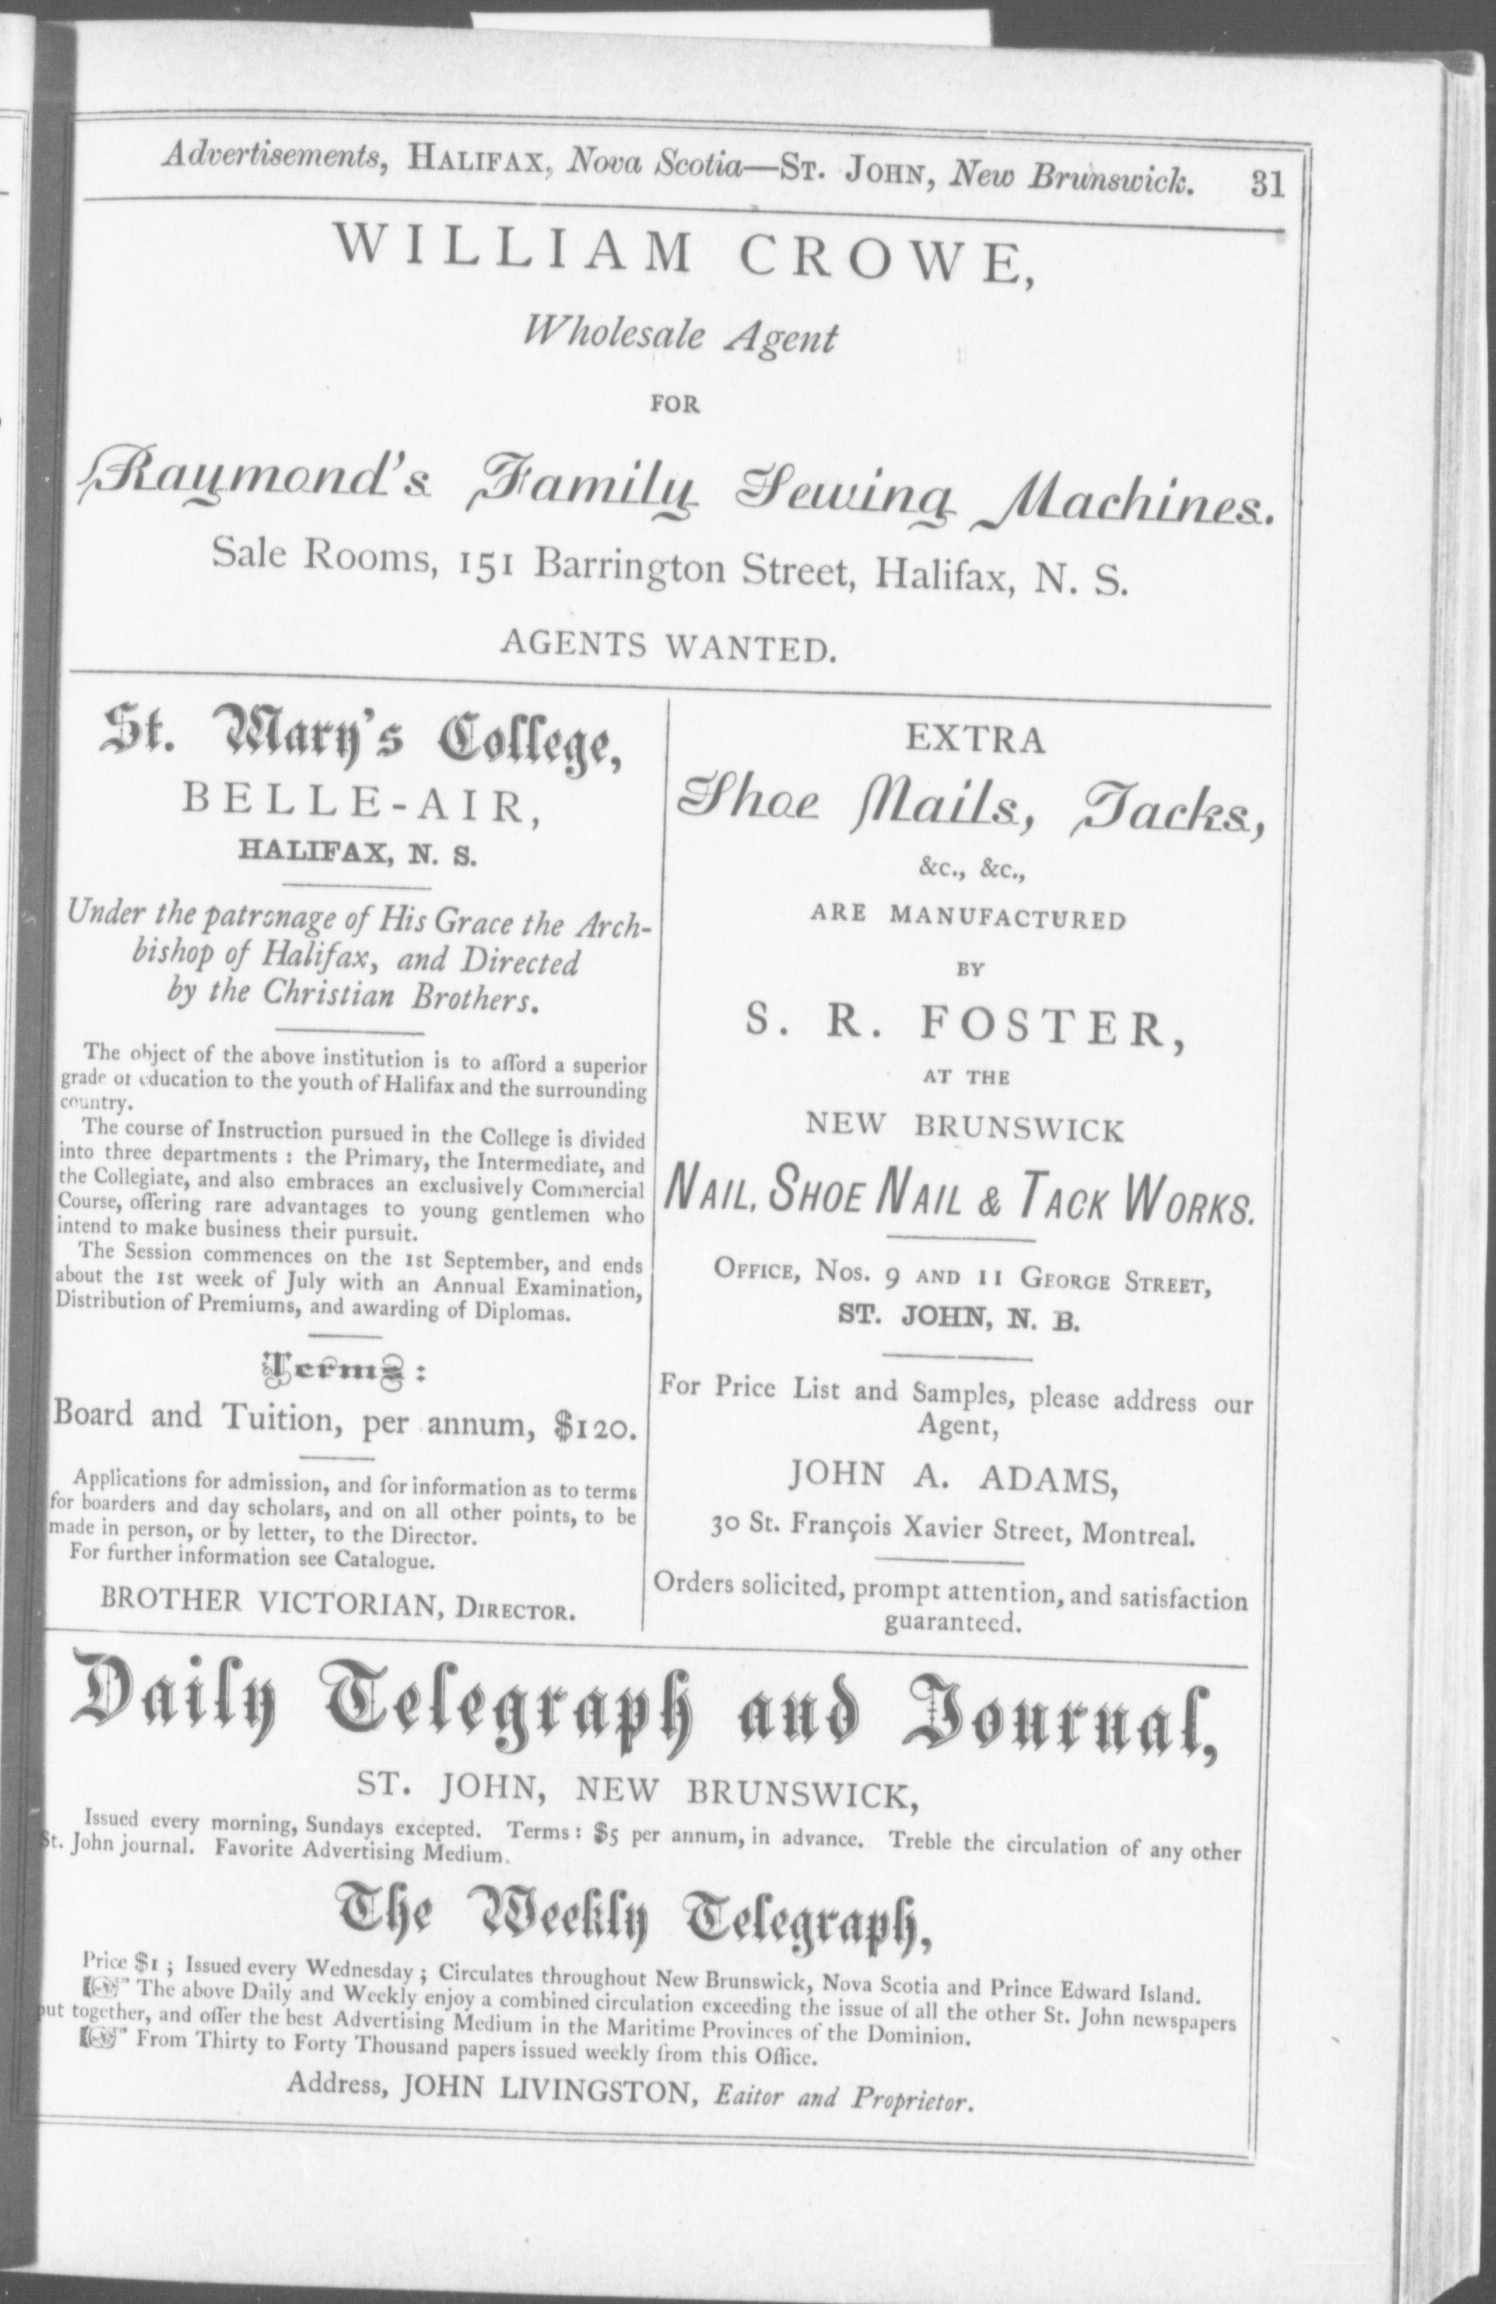 Advertisements, HALIFAX, Nova Scotia—ST. JOHN, New Brunswick. 31
WILLIAM CROWE,
Wholesale Agent
FOR
Raymond's Family Sewing Machines.
Sale Rooms, 151 Barrington Street, Halifax, N. S.
AGENTS WANTED.
St. Mary's College,
BELLE-AIR,
HALIFAX, N. S.
Under the patronage of His Grace the Arch-
bishop of Halifax, and Directed
by the Christian Brothers.
The object of the above institution is to afford a superior
grade of education to the youth of Halifax and the surrounding
country.
The course of Instruction pursued in the College is divided
into three departments : the Primary, the Intermediate, and
the Collegiate, and also embraces an exclusively Commercial
Course, offering rare advantages to young gentlemen who
intend to make business their pursuit.
The Session commences on the 1st September, and ends
about the 1st week of July with an Annual Examination,
Distribution of Premiums, and awarding of Diplomas.
Terms:
Board and Tuition, per annum, $120.
Applications for admission, and for information as to terms
for boarders and day scholars, and on all other points, to be
made in person, or by letter, to the Director.
For further information see Catalogue.
BROTHER VICTORIAN, DIRECTOR.
EXTRA
Shoe Nails, Tacks,
&c., &c.,
ARE MANUFACTURED
BY
S. R. FOSTER,
AT THE
NEW BRUNSWICK
NAIL, SHOE NAIL & TACK WORKS.
OFFICE, NOS. 9 AND 11 GEORGE STREET,
ST. JOHN, N. B.
For Price List and Samples, please address our
Agent,
JOHN A. ADAMS,
30 St. François Xavier Street, Montreal.
Orders solicited, prompt attention, and satisfaction
guaranteed.
Daily Telegraph and Journal,
ST. JOHN, NEW BRUNSWICK,
Issued every morning, Sundays excepted. Terms: $5 per annum, in advance. Treble the circulation of any other
St. John journal. Favorite Advertising Medium.
The Weekly Telegraph,
Price $1 ; Issued every Wednesday ; Circulates throughout New Brunswick, Nova Scotia and Prince Edward Island.
☞ The above Daily and Weekly enjoy a combined circulation exceeding the issue of all the other St. John newspapers
put together, and offer the best Advertising Medium in the Maritime Provinces of the Dominion.
☞ From Thirty to Forty Thousand papers issued weekly from this Office.
Address, JOHN LIVINGSTON, Eaitor and Proprietor.